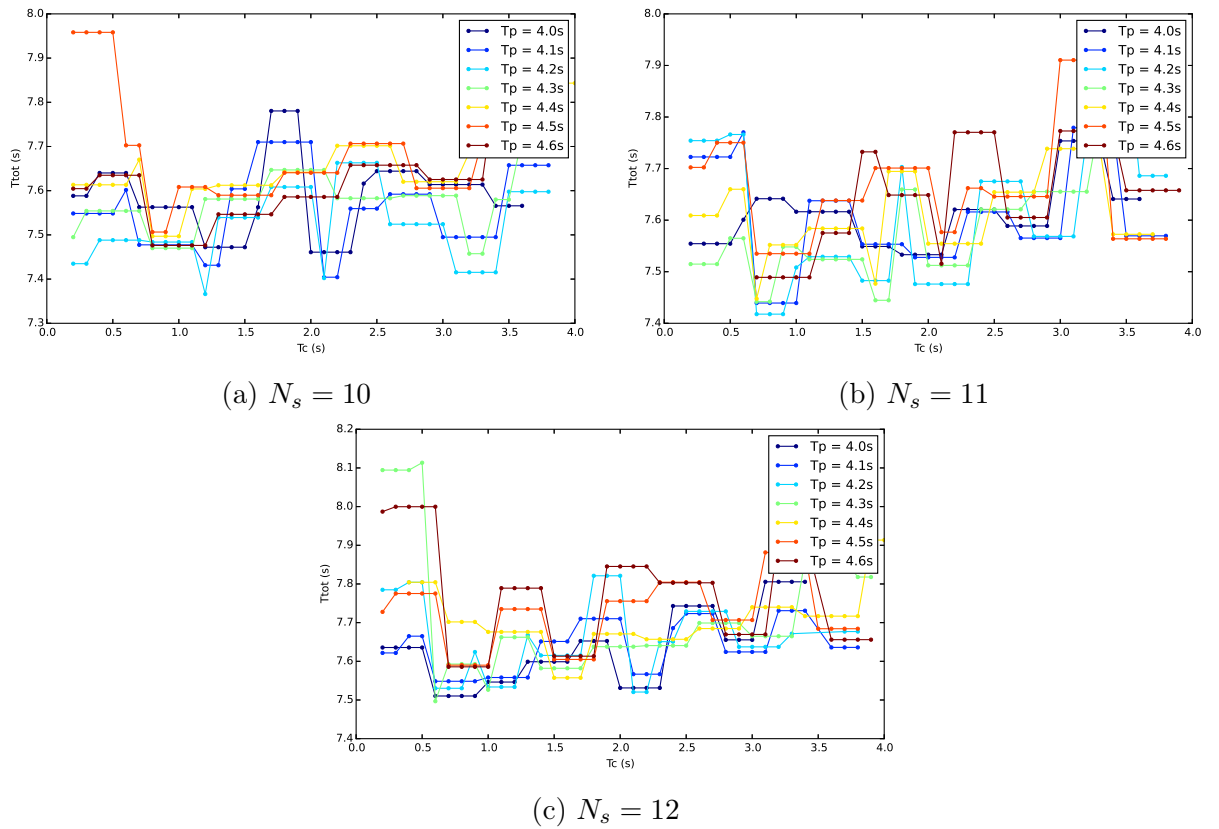 8.0
7.9
7.8
7.7
7.6
7.5
7.4
7.3
Ttot (s)
0.0 0.5 1.0 1.5 2.0 2.5 3.0 3.5 4.0
Tc (s)
Tp = 4.0s
Tp = 4.1s
Tp = 4.2s
Tp = 4.3s
Tp = 4.4s
Tp = 4.5s
Tp = 4.6s
(a) N_s = 10
8.0
7.9
7.8
7.7
7.6
7.5
7.4
Ttot (s)
0.0 0.5 1.0 1.5 2.0 2.5 3.0 3.5 4.0
Tc (s)
Tp = 4.0s
Tp = 4.1s
Tp = 4.2s
Tp = 4.3s
Tp = 4.4s
Tp = 4.5s
Tp = 4.6s
(b) N_s = 11
8.2
8.1
8.0
7.9
7.8
7.7
7.6
7.5
7.4
Ttot (s)
0.0 0.5 1.0 1.5 2.0 2.5 3.0 3.5 4.0
Tc (s)
Tp = 4.0s
Tp = 4.1s
Tp = 4.2s
Tp = 4.3s
Tp = 4.4s
Tp = 4.5s
Tp = 4.6s
(c) N_s = 12